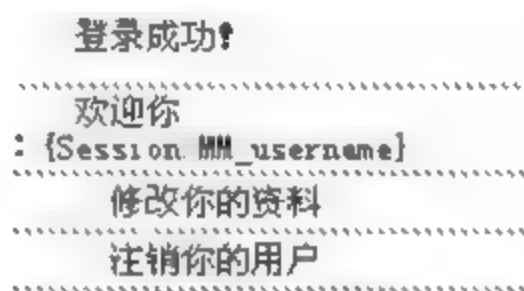 登录成功!
欢迎你
: {Session.MM_username}
修改你的资料
注销你的用户